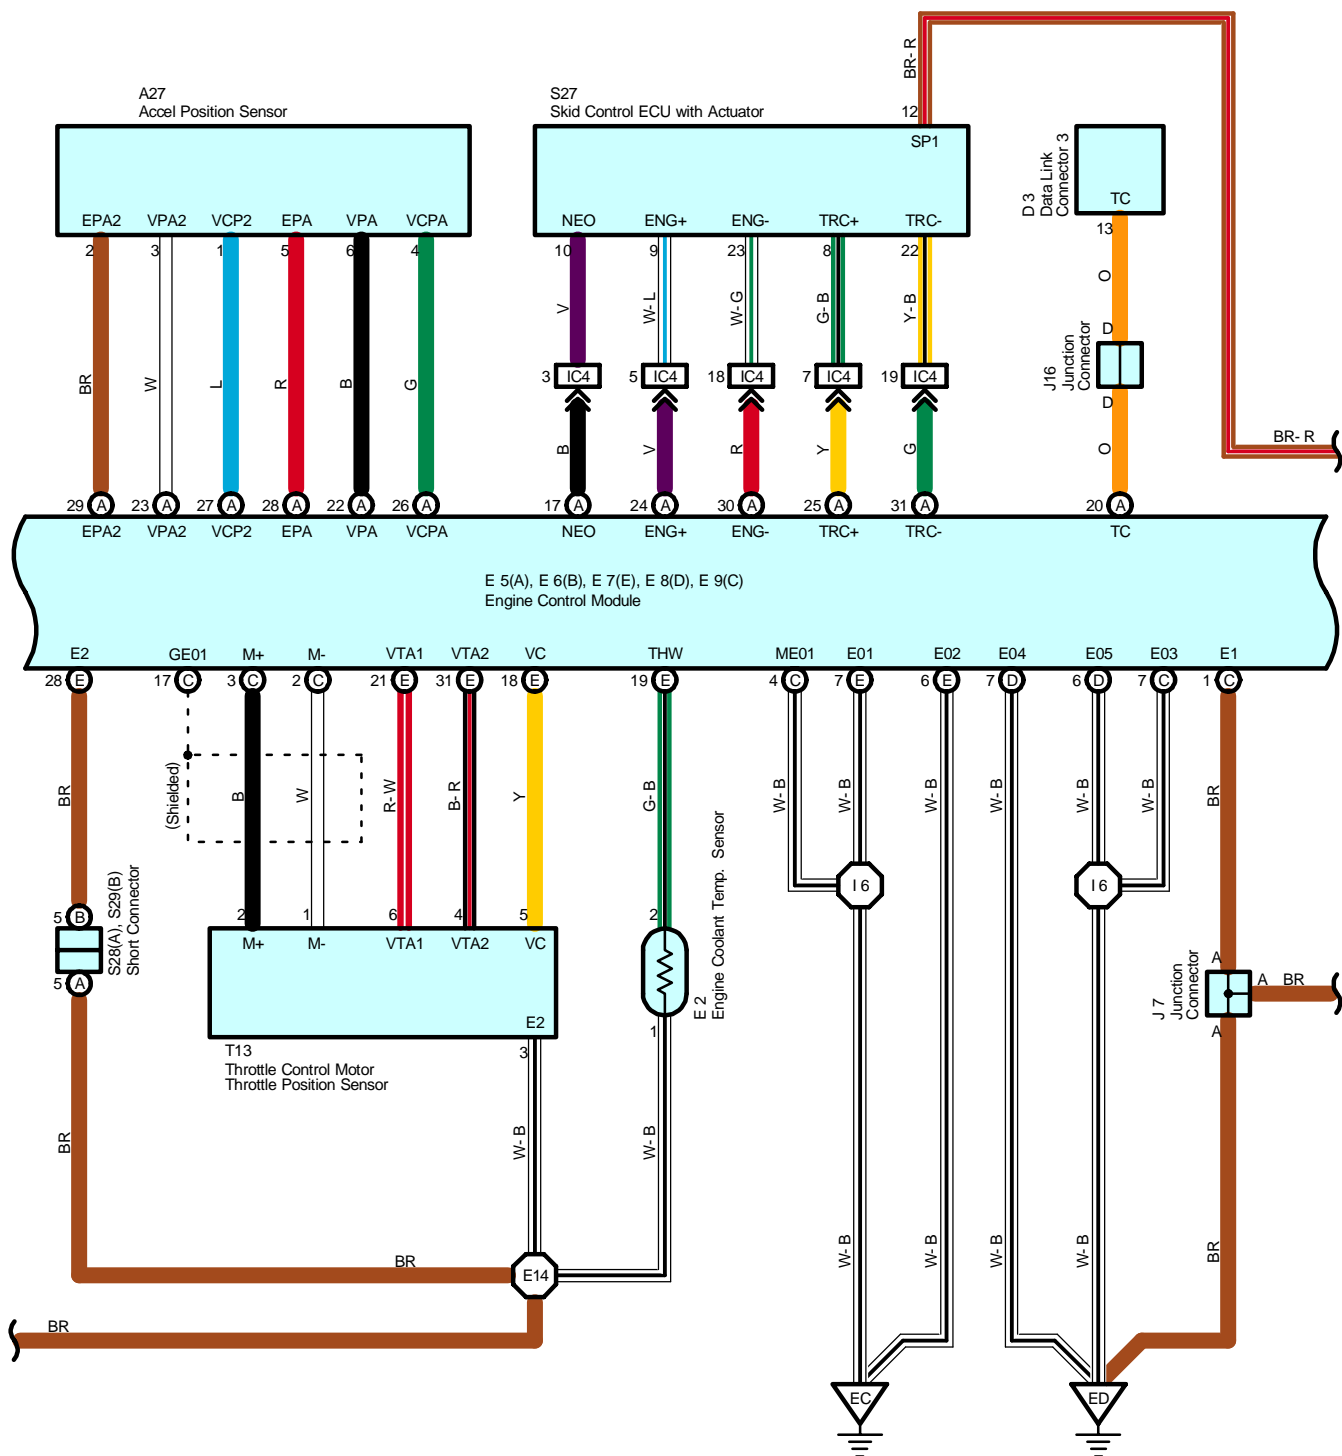 BR- R
A27
Accel Position Sensor
S27
Skid Control ECU with Actuator
12
SP1
D 3
Data Link
Connector 3
TC
EPA2 VPA2 VCP2 EPA VPA VCPA
NEO ENG+ ENG- TRC+ TRC-
2 3 1 5 6 4
10 9 23 8 22
13
V W- L W- G G- B Y- B
O
D
J16
Junction
Connector
D
3 IC4 5 IC4 18 IC4 7 IC4 19 IC4
BR W L R B G
B V R Y G
O
BR- R
29 A 23 A 27 A 28 A 22 A 26 A
17 A 24 A 30 A 25 A 31 A
20 A
EPA2 VPA2 VCP2 EPA VPA VCPA
NEO ENG+ ENG- TRC+ TRC-
TC
E 5(A), E 6(B), E 7(E), E 8(D), E 9(C)
Engine Control Module
E2 GE01 M+ M- VTA1 VTA2 VC THW ME01 E01 E02 E04 E05 E03 E1
28 E 17 C 3 C 2 C 21 E 31 E 18 E 19 E 4 C 7 E 6 E 7 D 6 D 7 C 1 C
BR
(Shielded)
B W R- W B- R Y G- B
W- B W- B W- B W- B W- B W- B BR
I 6
I 6
5 B
S28(A), S29(B)
Short Connector
5 A
2 1 6 4 5
M+ M- VTA1 VTA2 VC
E2
3
T13
Throttle Control Motor
Throttle Position Sensor
2
E 2
Engine Coolant Temp. Sensor
1
A
J 7
Junction
Connector
A BR
A
BR
W- B W- B
W- B W- B W- B W- B BR
BR
E14
BR
EC
ED